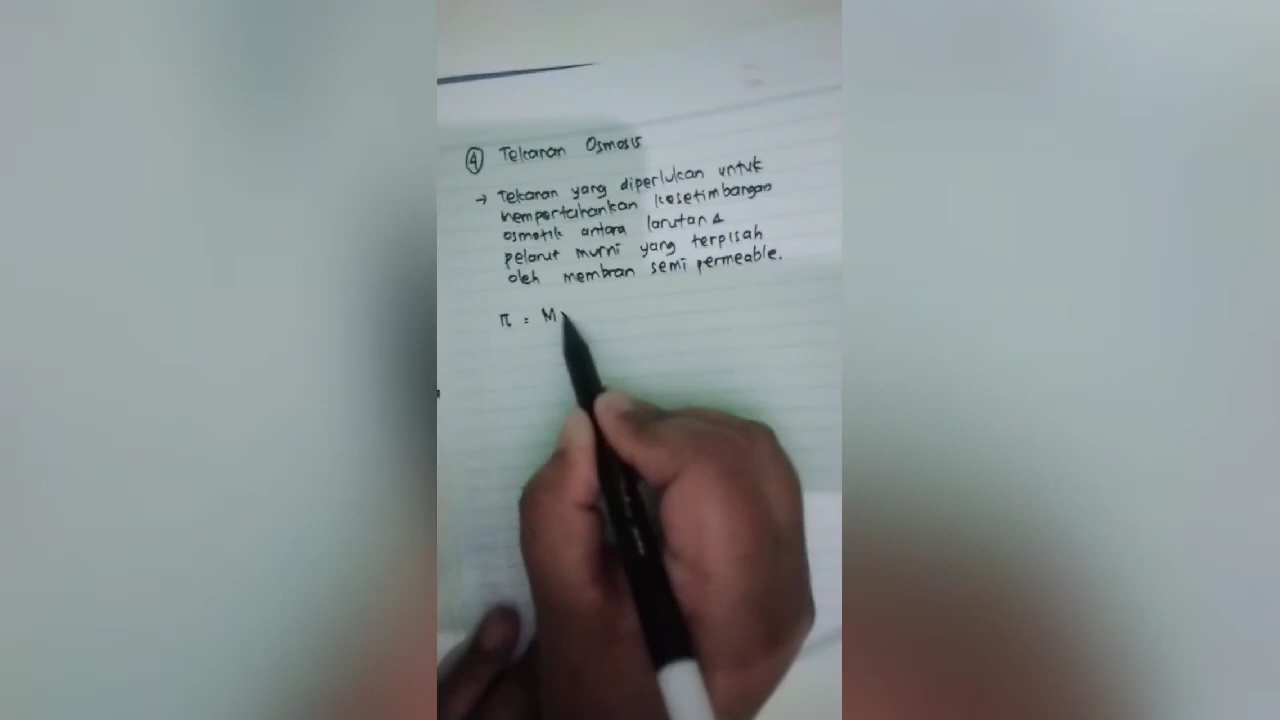 ④ Tekanan Osmosis
→ Tekanan yang diperlukan untuk
mempertahankan kesetimbangan
osmotik antara larutan &
pelarut murni yang terpisah
oleh membran semi permeable.
π = M